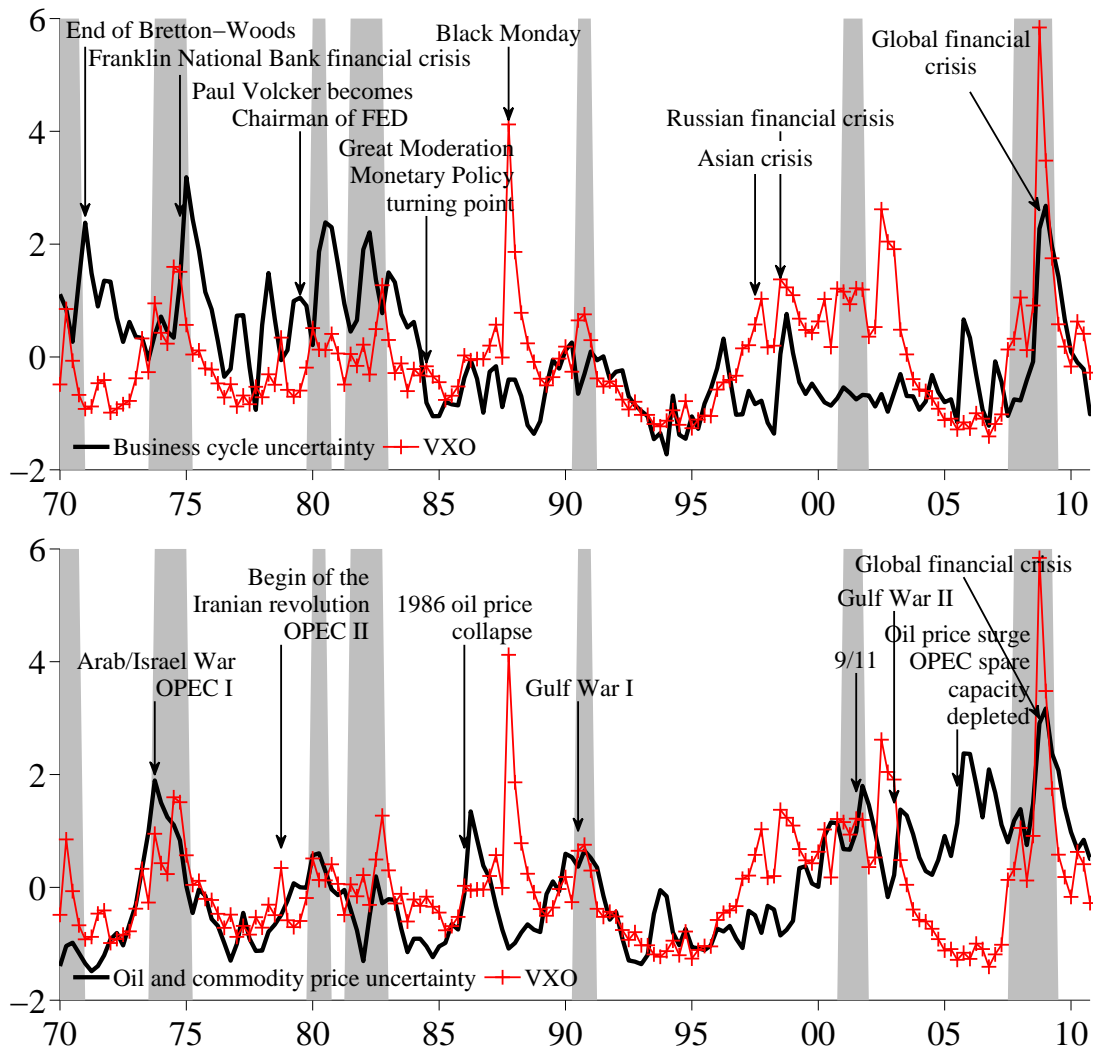 6
End of Bretton−Woods
Franklin National Bank financial crisis
Paul Volcker becomes
Chairman of FED
Great Moderation
Monetary Policy
turning point
Black Monday
Russian financial crisis
Asian crisis
Global financial
crisis
4
2
0
−2
Business cycle uncertainty
VXO
70 75 80 85 90 95 00 05 10
6
Begin of the
Iranian revolution
OPEC II
Arab/Israel War
OPEC I
1986 oil price
collapse
Gulf War I
Global financial crisis
Gulf War II
9/11
Oil price surge
OPEC spare
capacity
depleted
4
2
0
−2
Oil and commodity price uncertainty
VXO
70 75 80 85 90 95 00 05 10